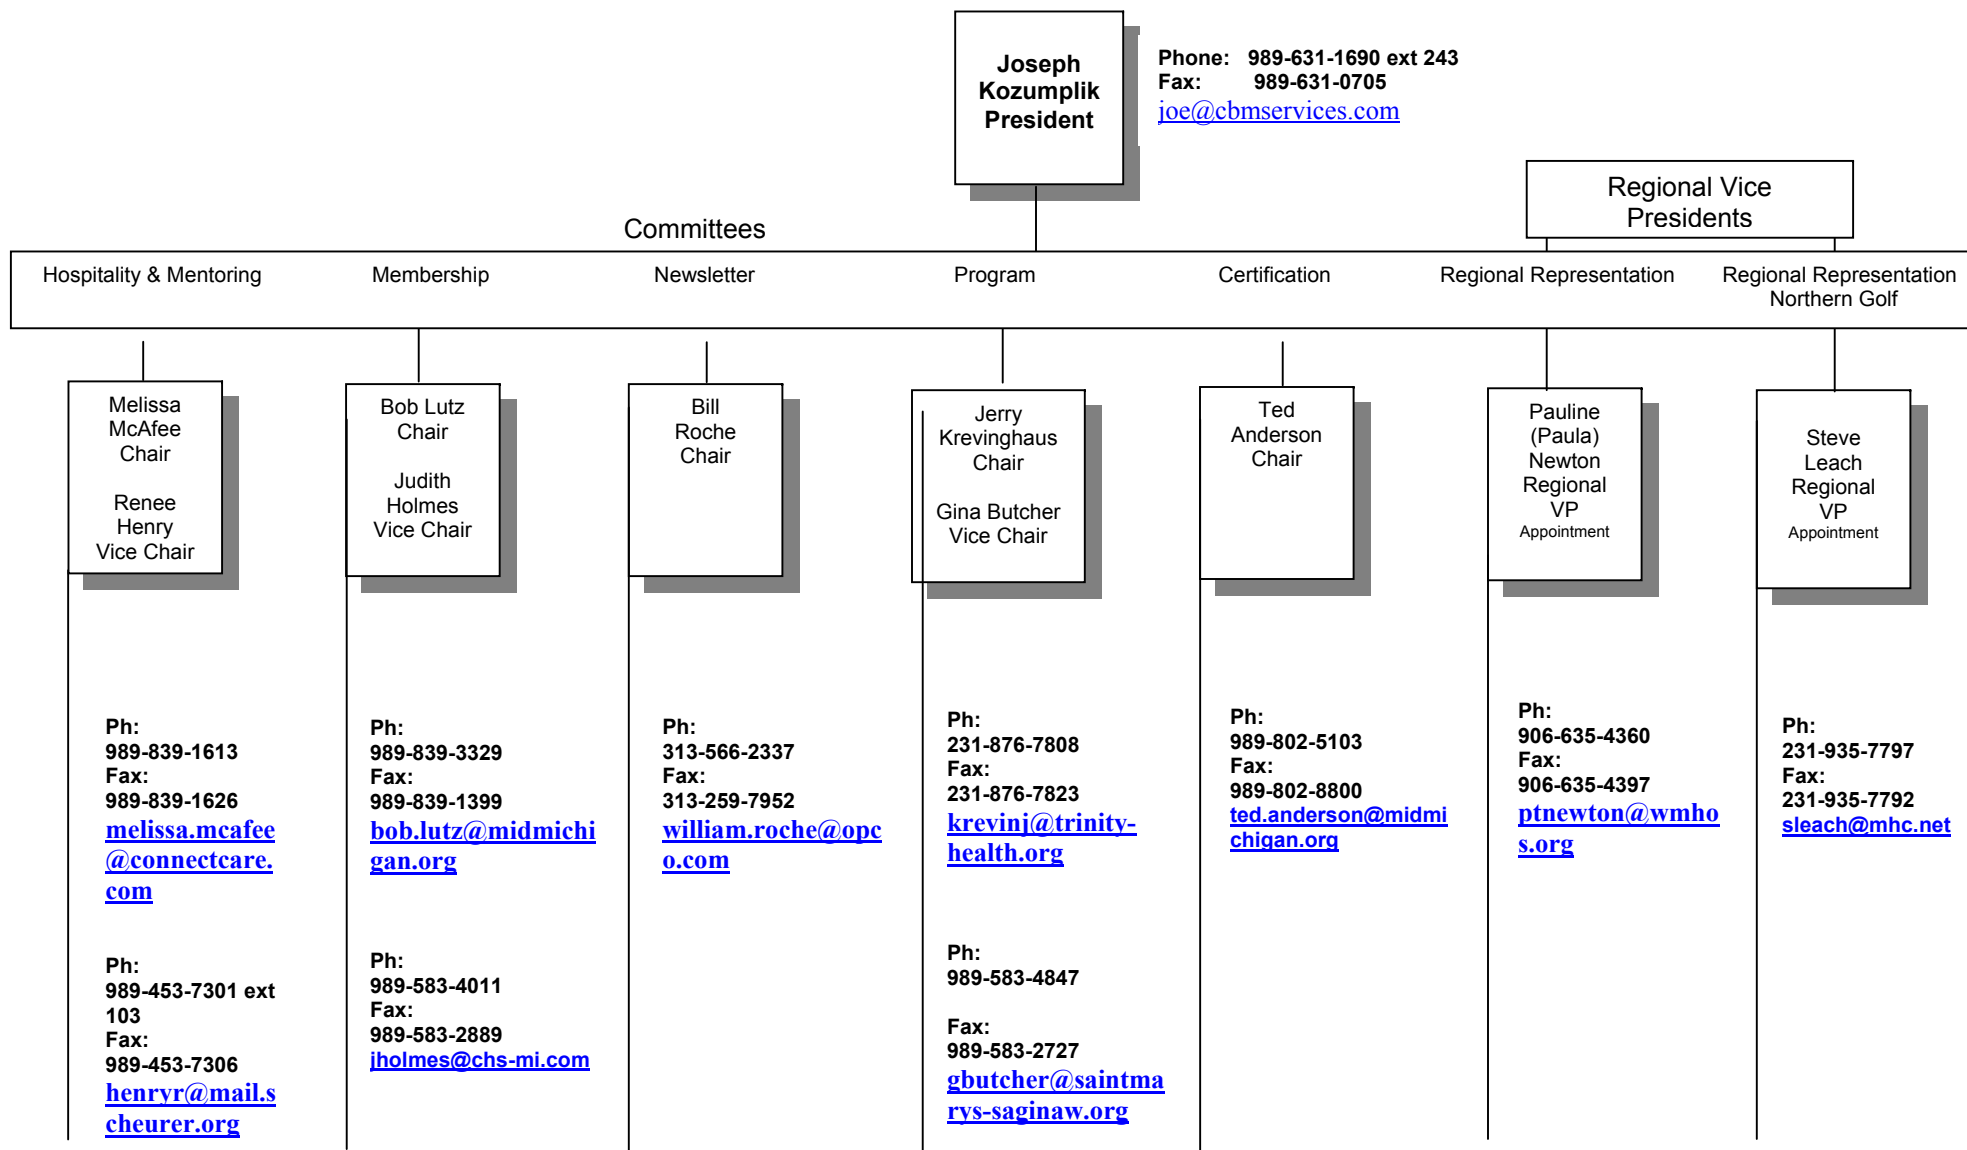 Joseph
Kozumplik
President
Phone: 989-631-1690 ext 243
Fax: 989-631-0705
joe@cbmservices.com
Regional Vice
Presidents
Committees
Hospitality & Mentoring
Membership
Newsletter
Program
Certification
Regional Representation
Regional Representation
Northern Golf
Melissa
McAfee
Chair
Renee
Henry
Vice Chair
Bob Lutz
Chair
Judith
Holmes
Vice Chair
Bill
Roche
Chair
Jerry
Krevinghaus
Chair
Gina Butcher
Vice Chair
Ted
Anderson
Chair
Pauline
(Paula)
Newton
Regional
VP
Appointment
Steve
Leach
Regional
VP
Appointment
Ph:
989-839-1613
Fax:
989-839-1626
melissa.mcafee
@connectcare.
com
Ph:
989-839-3329
Fax:
989-839-1399
bob.lutz@midmichi
gan.org
Ph:
313-566-2337
Fax:
313-259-7952
william.roche@opc
o.com
Ph:
231-876-7808
Fax:
231-876-7823
krevinj@trinity-
health.org
Ph:
989-802-5103
Fax:
989-802-8800
ted.anderson@midmi
chigan.org
Ph:
906-635-4360
Fax:
906-635-4397
ptnewton@wmho
s.org
Ph:
231-935-7797
Fax:
231-935-7792
sleach@mhc.net
Ph:
989-453-7301 ext
103
Fax:
989-453-7306
henryr@mail.s
cheurer.org
Ph:
989-583-4011
Fax:
989-583-2889
jholmes@chs-mi.com
Ph:
989-583-4847
Fax:
989-583-2727
gbutcher@saintma
rys-saginaw.org